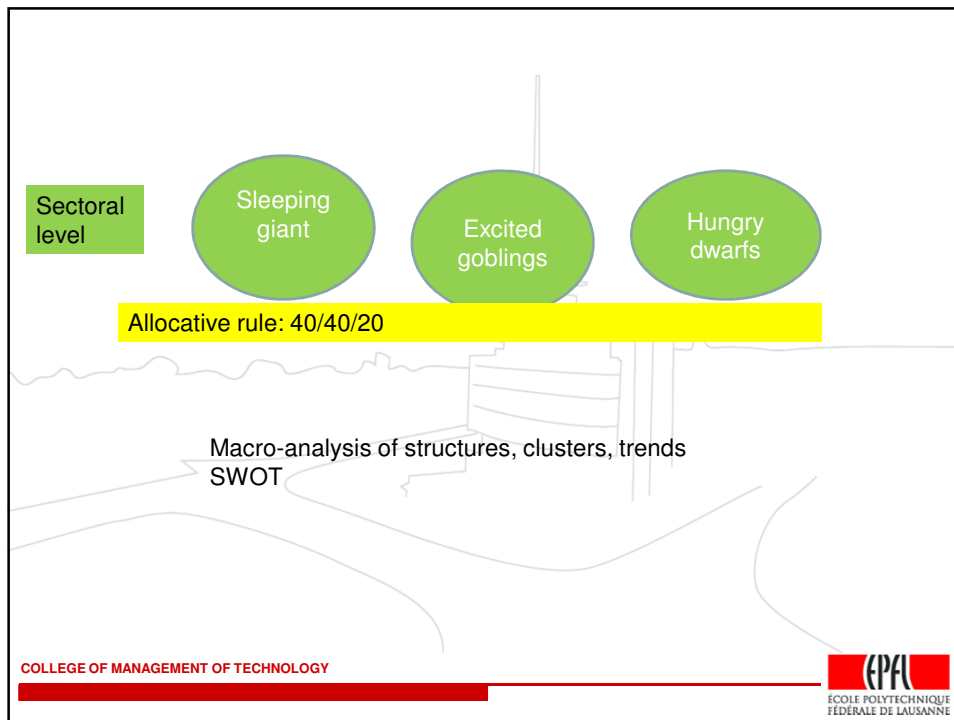 Sectoral
level
Sleeping
giant
Excited
goblings
Hungry
dwarfs
Allocative rule: 40/40/20
Macro-analysis of structures, clusters, trends
SWOT
COLLEGE OF MANAGEMENT OF TECHNOLOGY
EPFL
ÉCOLE POLYTECHNIQUE
FÉDÉRALE DE LAUSANNE